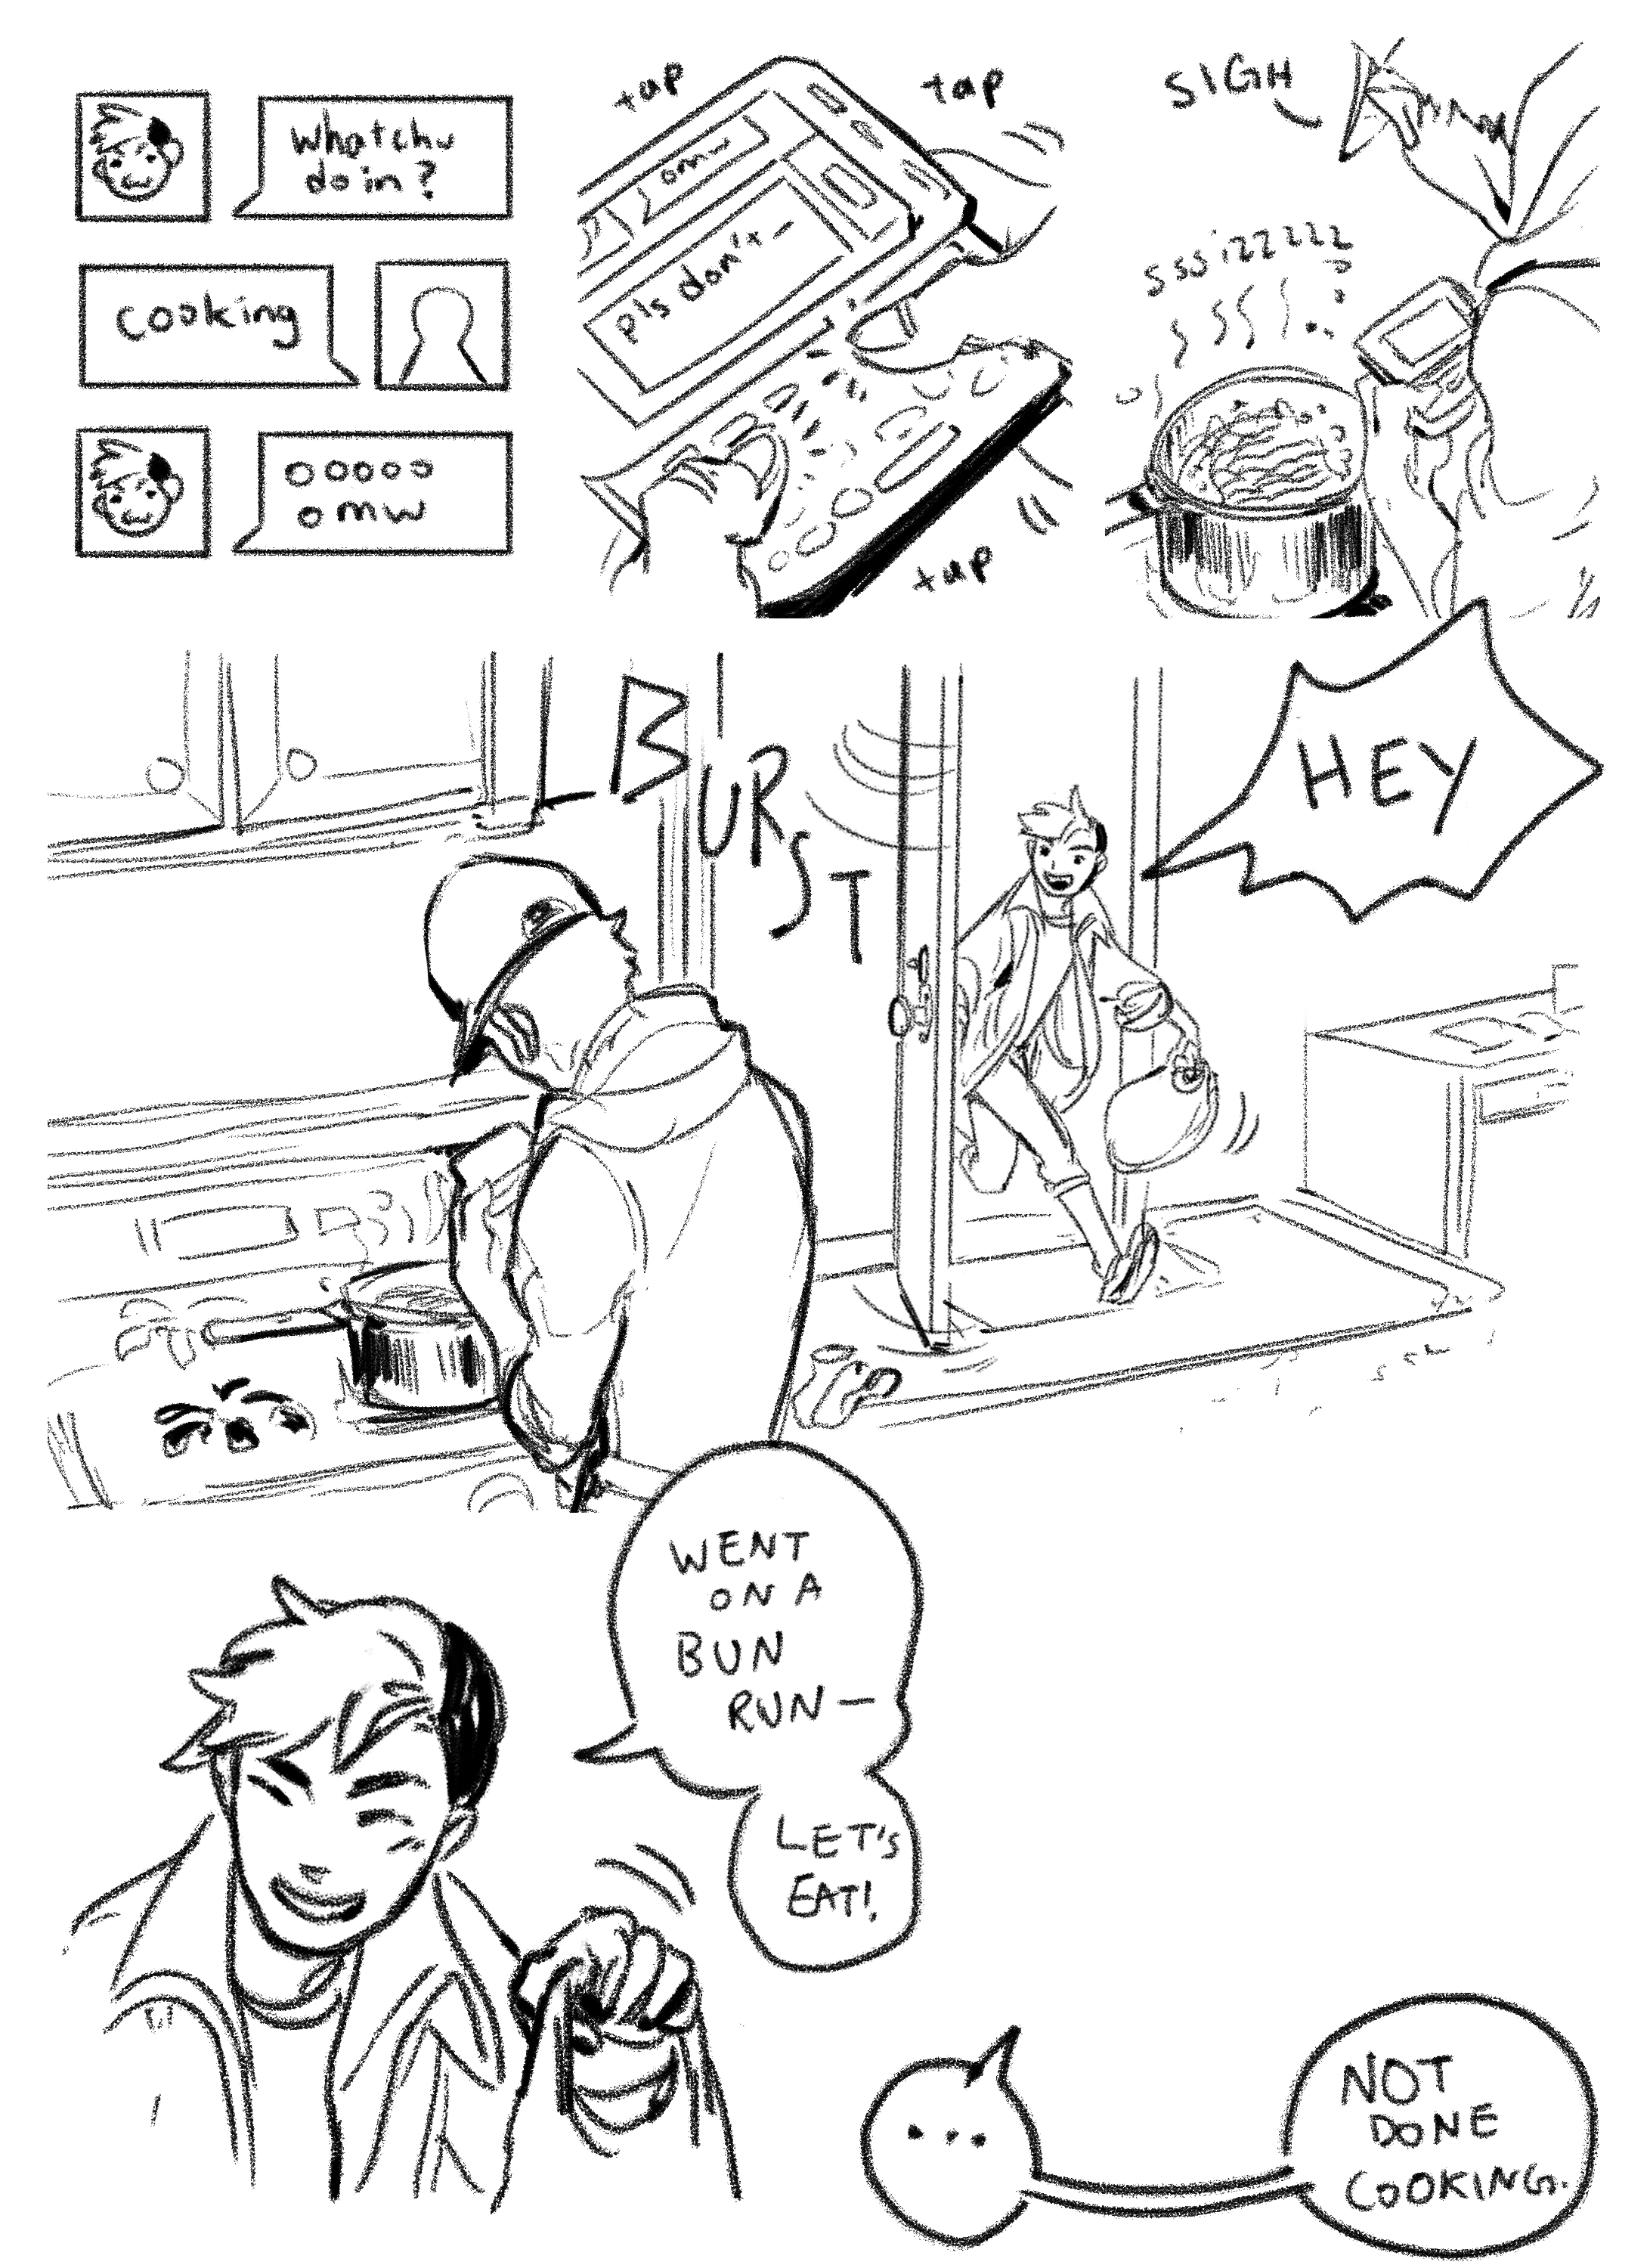 Whatchu
doin?
cooking
ooooo
omw
tap
tap
omw
pls don't-
tap
SIGH
sssizzzzz
BURST
HEY
WENT
ON A
BUN
RUN—
LET'S
EAT!
...
NOT
DONE
COOKING.